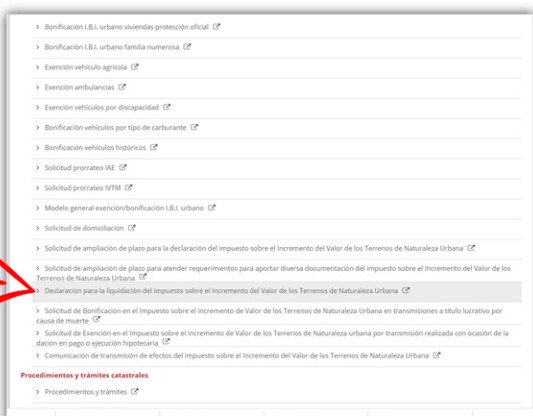 > Bonificación I.B.I. urbano viviendas protección oficial
> Bonificación I.B.I. urbano familia numerosa
> Exención vehículo agrícola
> Exención ambulancias
> Exención vehículos por discapacidad
> Bonificación vehículos por tipo de carburante
> Bonificación vehículos históricos
> Solicitud prorrateo IAE
> Solicitud prorrateo IVTM
> Modelo general exención/bonificación I.B.I. urbano
> Solicitud de domiciliación
> Solicitud de ampliación de plazo para la declaración del impuesto sobre el Incremento del Valor de los Terrenos de Naturaleza Urbana
> Solicitud de ampliación de plazo para atender requerimientos para aportar diversa documentación del impuesto sobre el Incremento del Valor de los
Terrenos de Naturaleza Urbana
> Declaración para la liquidación del impuesto sobre el Incremento del Valor de los Terrenos de Naturaleza Urbana
> Solicitud de Bonificación en el Impuesto sobre el Incremento de Valor de los Terrenos de Naturaleza Urbana en transmisiones a título lucrativo por
causa de muerte
> Solicitud de Exención en el Impuesto sobre el Incremento de Valor de los Terrenos de Naturaleza urbana por transmisión realizada con ocasión de la
dación en pago o ejecución hipotecaria
> Comunicación de transmisión de efectos del impuesto sobre el Incremento del Valor de los Terrenos de Naturaleza Urbana
Procedimientos y trámites catastrales
> Procedimientos y trámites